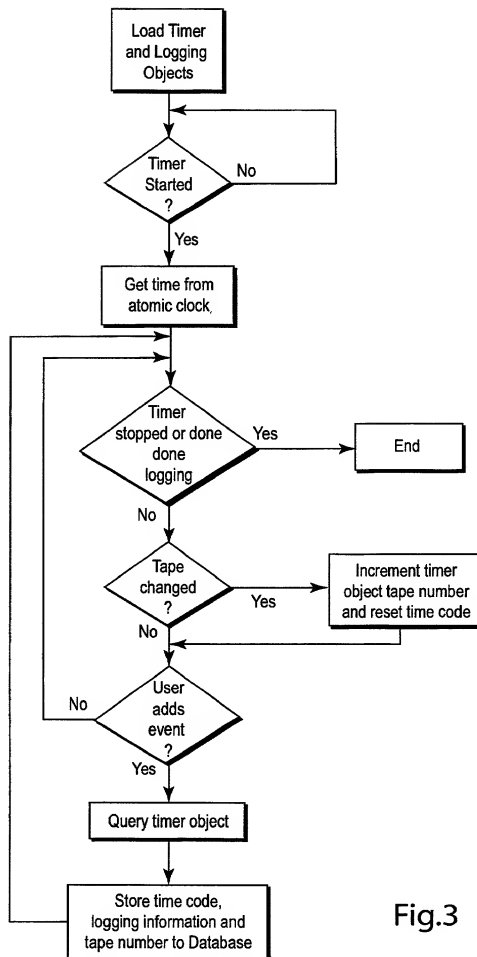 Load Timer
and Logging
Objects
Timer
Started
?
No
Yes
Get time from
atomic clock,
Timer
stopped or done
done
logging
Yes
End
No
Tape
changed
?
Yes
Increment timer
object tape number
and reset time code
No
User
adds
event
?
No
Yes
Query timer object
Store time code,
logging information and
tape number to Database
Fig.3